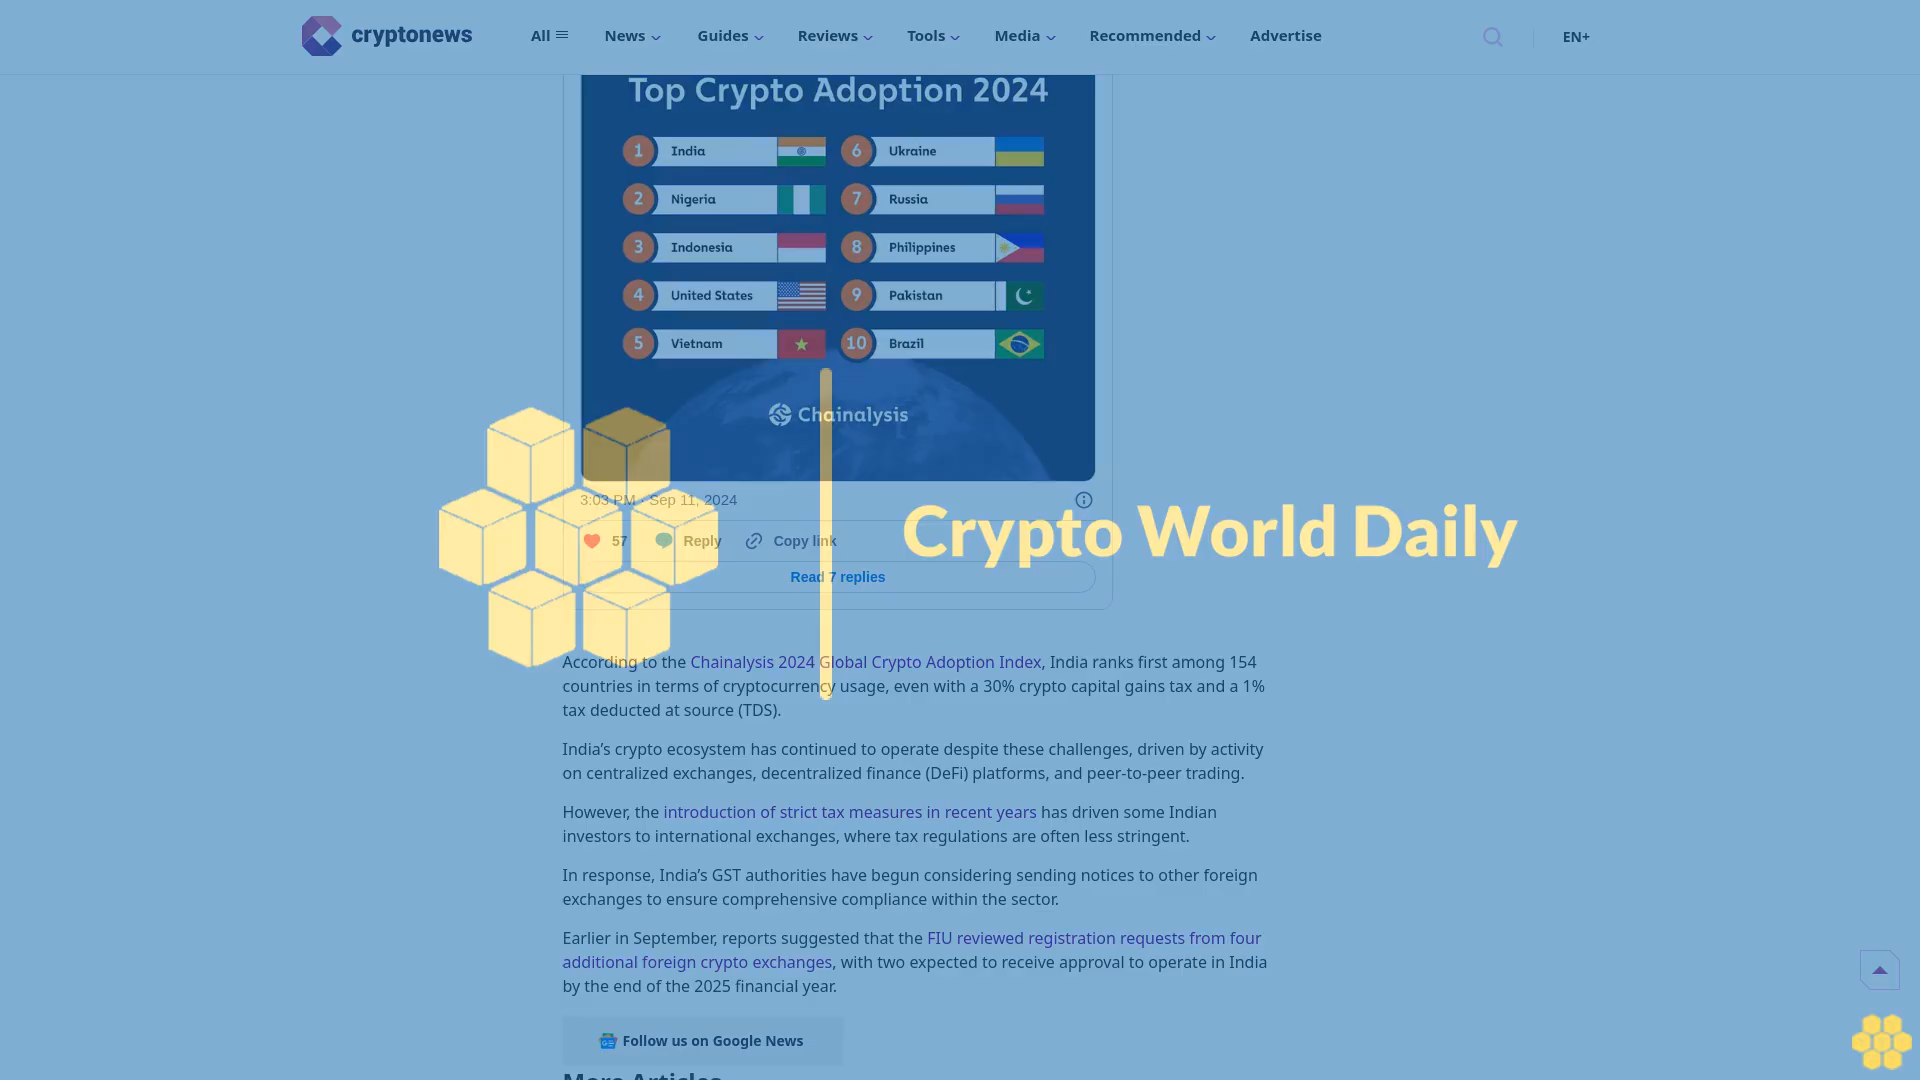 cryptonews
All News Guides Reviews Tools Media Recommended Advertise EN+
Top Crypto Adoption 2024
1 India
2 Nigeria
3 Indonesia
4 United States
5 Vietnam
6 Ukraine
7 Russia
8 Philippines
9 Pakistan
10 Brazil
Chainalysis
3:03 PM · Sep 11, 2024
57 Reply Copy link
Read 7 replies
Crypto World Daily
According to the Chainalysis 2024 Global Crypto Adoption Index, India ranks first among 154
countries in terms of cryptocurrency usage, even with a 30% crypto capital gains tax and a 1%
tax deducted at source (TDS).
India’s crypto ecosystem has continued to operate despite these challenges, driven by activity
on centralized exchanges, decentralized finance (DeFi) platforms, and peer-to-peer trading.
However, the introduction of strict tax measures in recent years has driven some Indian
investors to international exchanges, where tax regulations are often less stringent.
In response, India’s GST authorities have begun considering sending notices to other foreign
exchanges to ensure comprehensive compliance within the sector.
Earlier in September, reports suggested that the FIU reviewed registration requests from four
additional foreign crypto exchanges, with two expected to receive approval to operate in India
by the end of the 2025 financial year.
Follow us on Google News
More Articles